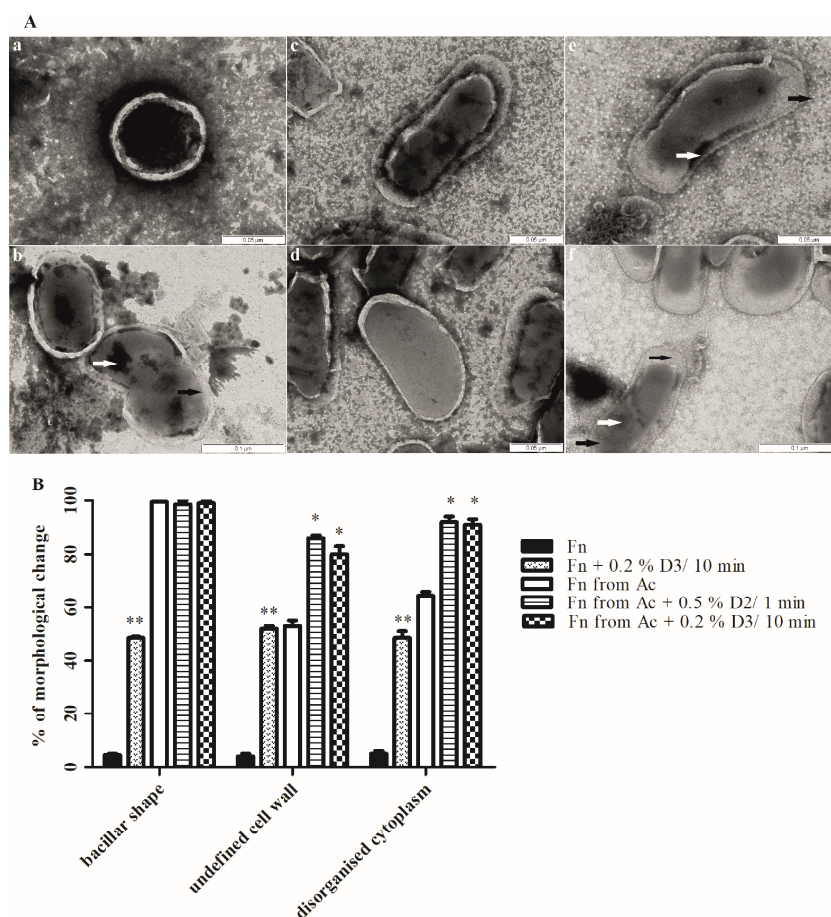 A
a
c
e
0.05 µm
0.05 µm
0.05 µm
b
d
f
0.1 µm
0.05 µm
0.1 µm
B
% of morphological change
100
80
60
40
20
0
**
**
*
*
**
*
*
bacillar shape
undefined cell wall
disorganised cytoplasm
Fn
Fn + 0.2 % D3/ 10 min
Fn from Ac
Fn from Ac + 0.5 % D2/ 1 min
Fn from Ac + 0.2 % D3/ 10 min